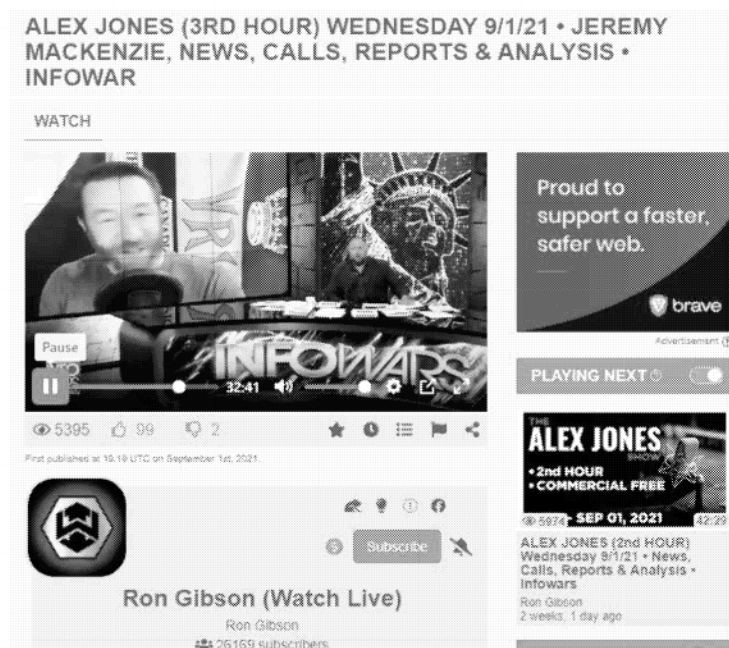 ALEX JONES (3RD HOUR) WEDNESDAY 9/1/21 • JEREMY
MACKENZIE, NEWS, CALLS, REPORTS & ANALYSIS •
INFOWAR
WATCH
INFOWARS
Pause
32:41
5395 99 2
First published at 19:19 UTC on September 1st, 2021.
Subscribe
Ron Gibson (Watch Live)
Ron Gibson
26169 subscribers
Proud to
support a faster,
safer web.
brave
Advertisement
PLAYING NEXT
THE
ALEX JONES
SHOW
•2nd HOUR
•COMMERCIAL FREE
5974 - SEP 01, 2021 42:29
ALEX JONES (2nd HOUR)
Wednesday 9/1/21 • News,
Calls, Reports & Analysis •
Infowars
Ron Gibson
2 weeks, 1 day ago